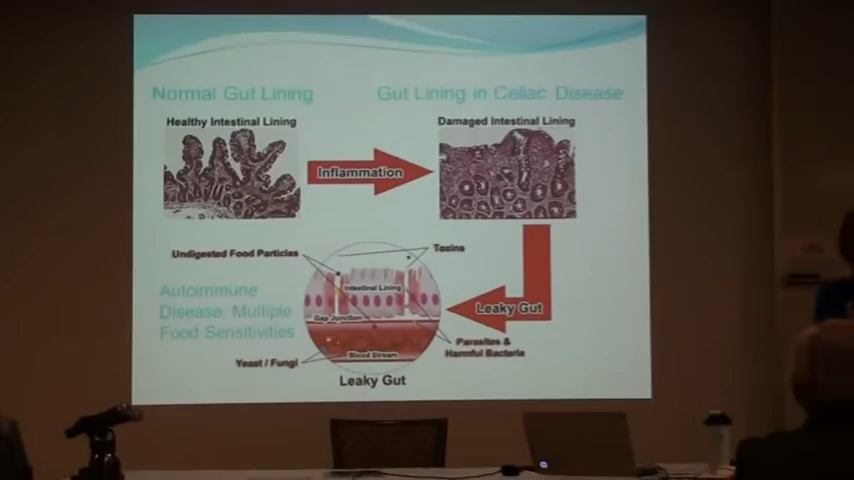 Normal Gut Lining
Gut Lining in Celiac Disease
Healthy Intestinal Lining
Damaged Intestinal Lining
Inflammation
Undigested Food Particles
Toxins
Intestinal Lining
Autoimmune
Disease, Multiple
Food Sensitivities
Gap Junction
Leaky Gut
Parasites &
Harmful Bacteria
Blood Stream
Yeast / Fungi
Leaky Gut